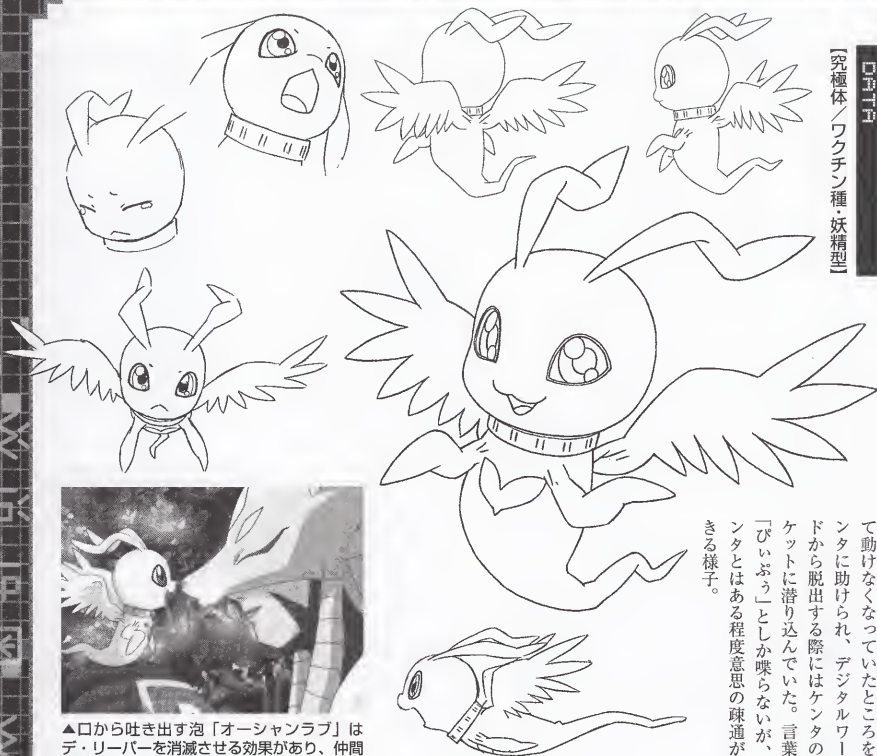 DATA
【究極体／ワクチン種・妖精型】
て動けなくなっていたところを
ンタに助けられ、デジタルワー
ドから脱出する際にはケンタの
ケットに潜り込んでいた。言葉
「ぴぃぷぅ」としか喋らないが、
ンタとはある程度意思の疎通が
きる様子。
▲口から吐き出す泡「オーシャンラブ」は
デ・リーパーを消滅させる効果があり、仲間